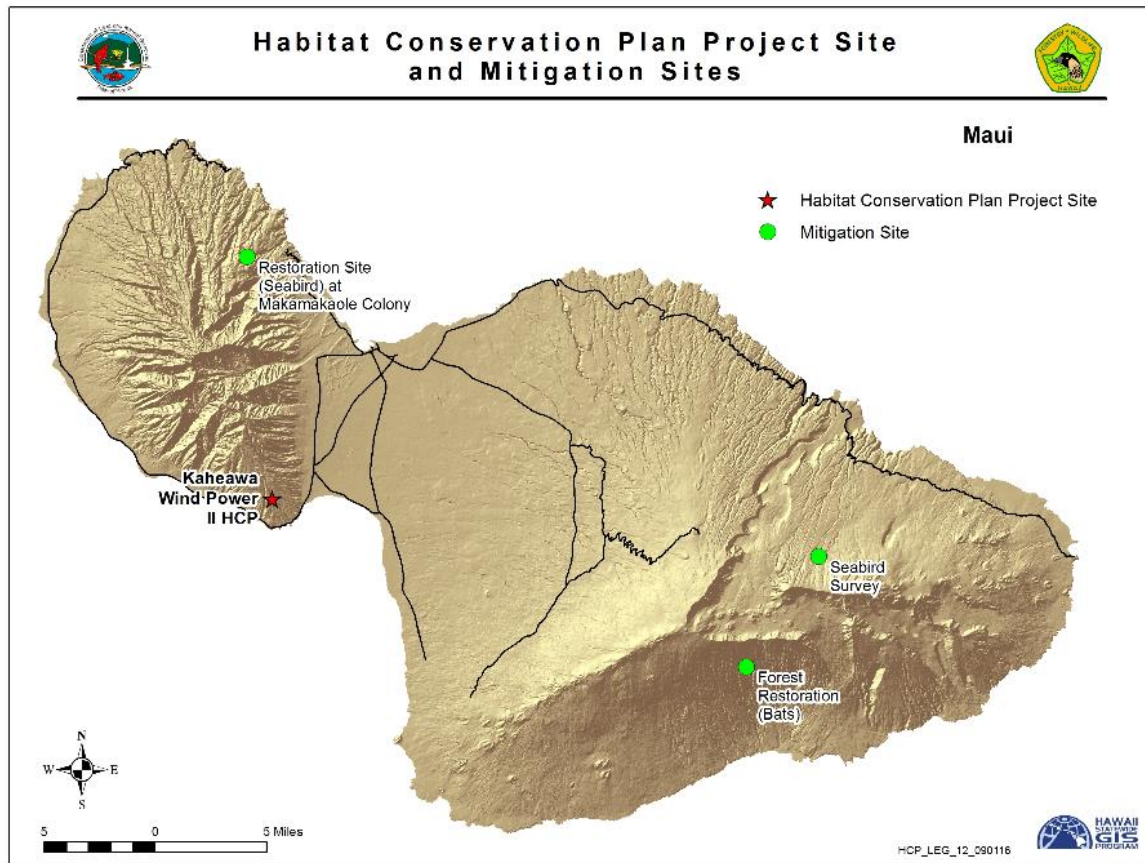 Habitat Conservation Plan Project Site
and Mitigation Sites
Maui
Habitat Conservation Plan Project Site
Mitigation Site
Restoration Site
(Seabird) at
Makamakaole Colony
Kaheawa
Wind Power
II HCP
Seabird
Survey
Forest
Restoration
(Bats)
N
W E
S
5 0 5 Miles
HCP_LEG_12_090116
HAWAII
STATEWIDE
GIS
PROGRAM